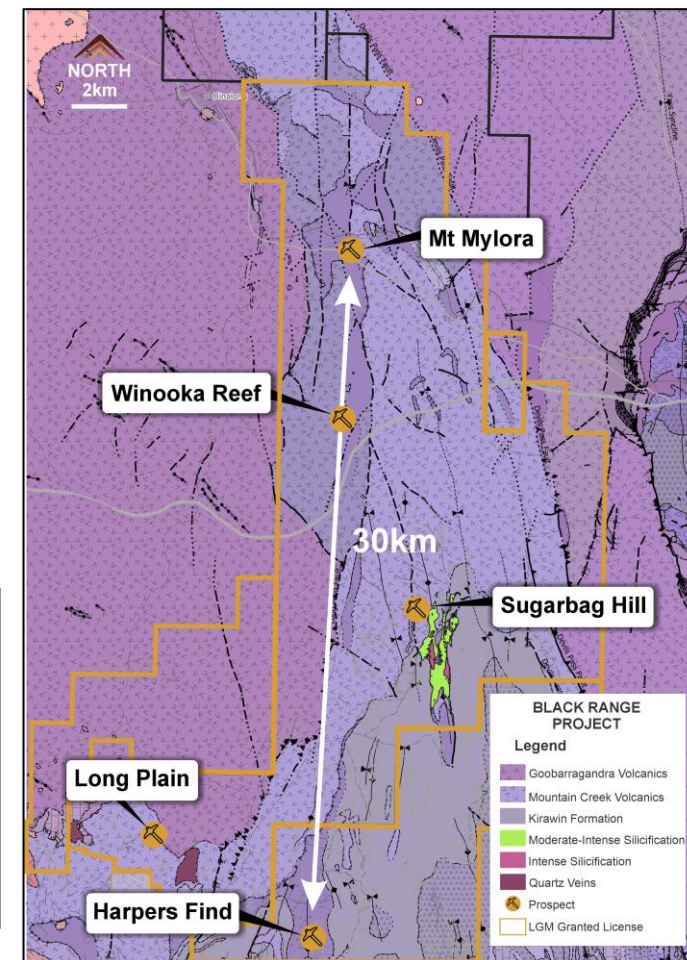 NORTH
2km
Binalong
Mt Mylora
Winooka Reef
30km
Sugarbag Hill
Long Plain
Harpers Find
BLACK RANGE
PROJECT
Legend
Goobarragandra Volcanics
Mountain Creek Volcanics
Kirawin Formation
Moderate-Intense Silicification
Intense Silicification
Quartz Veins
Prospect
LGM Granted License